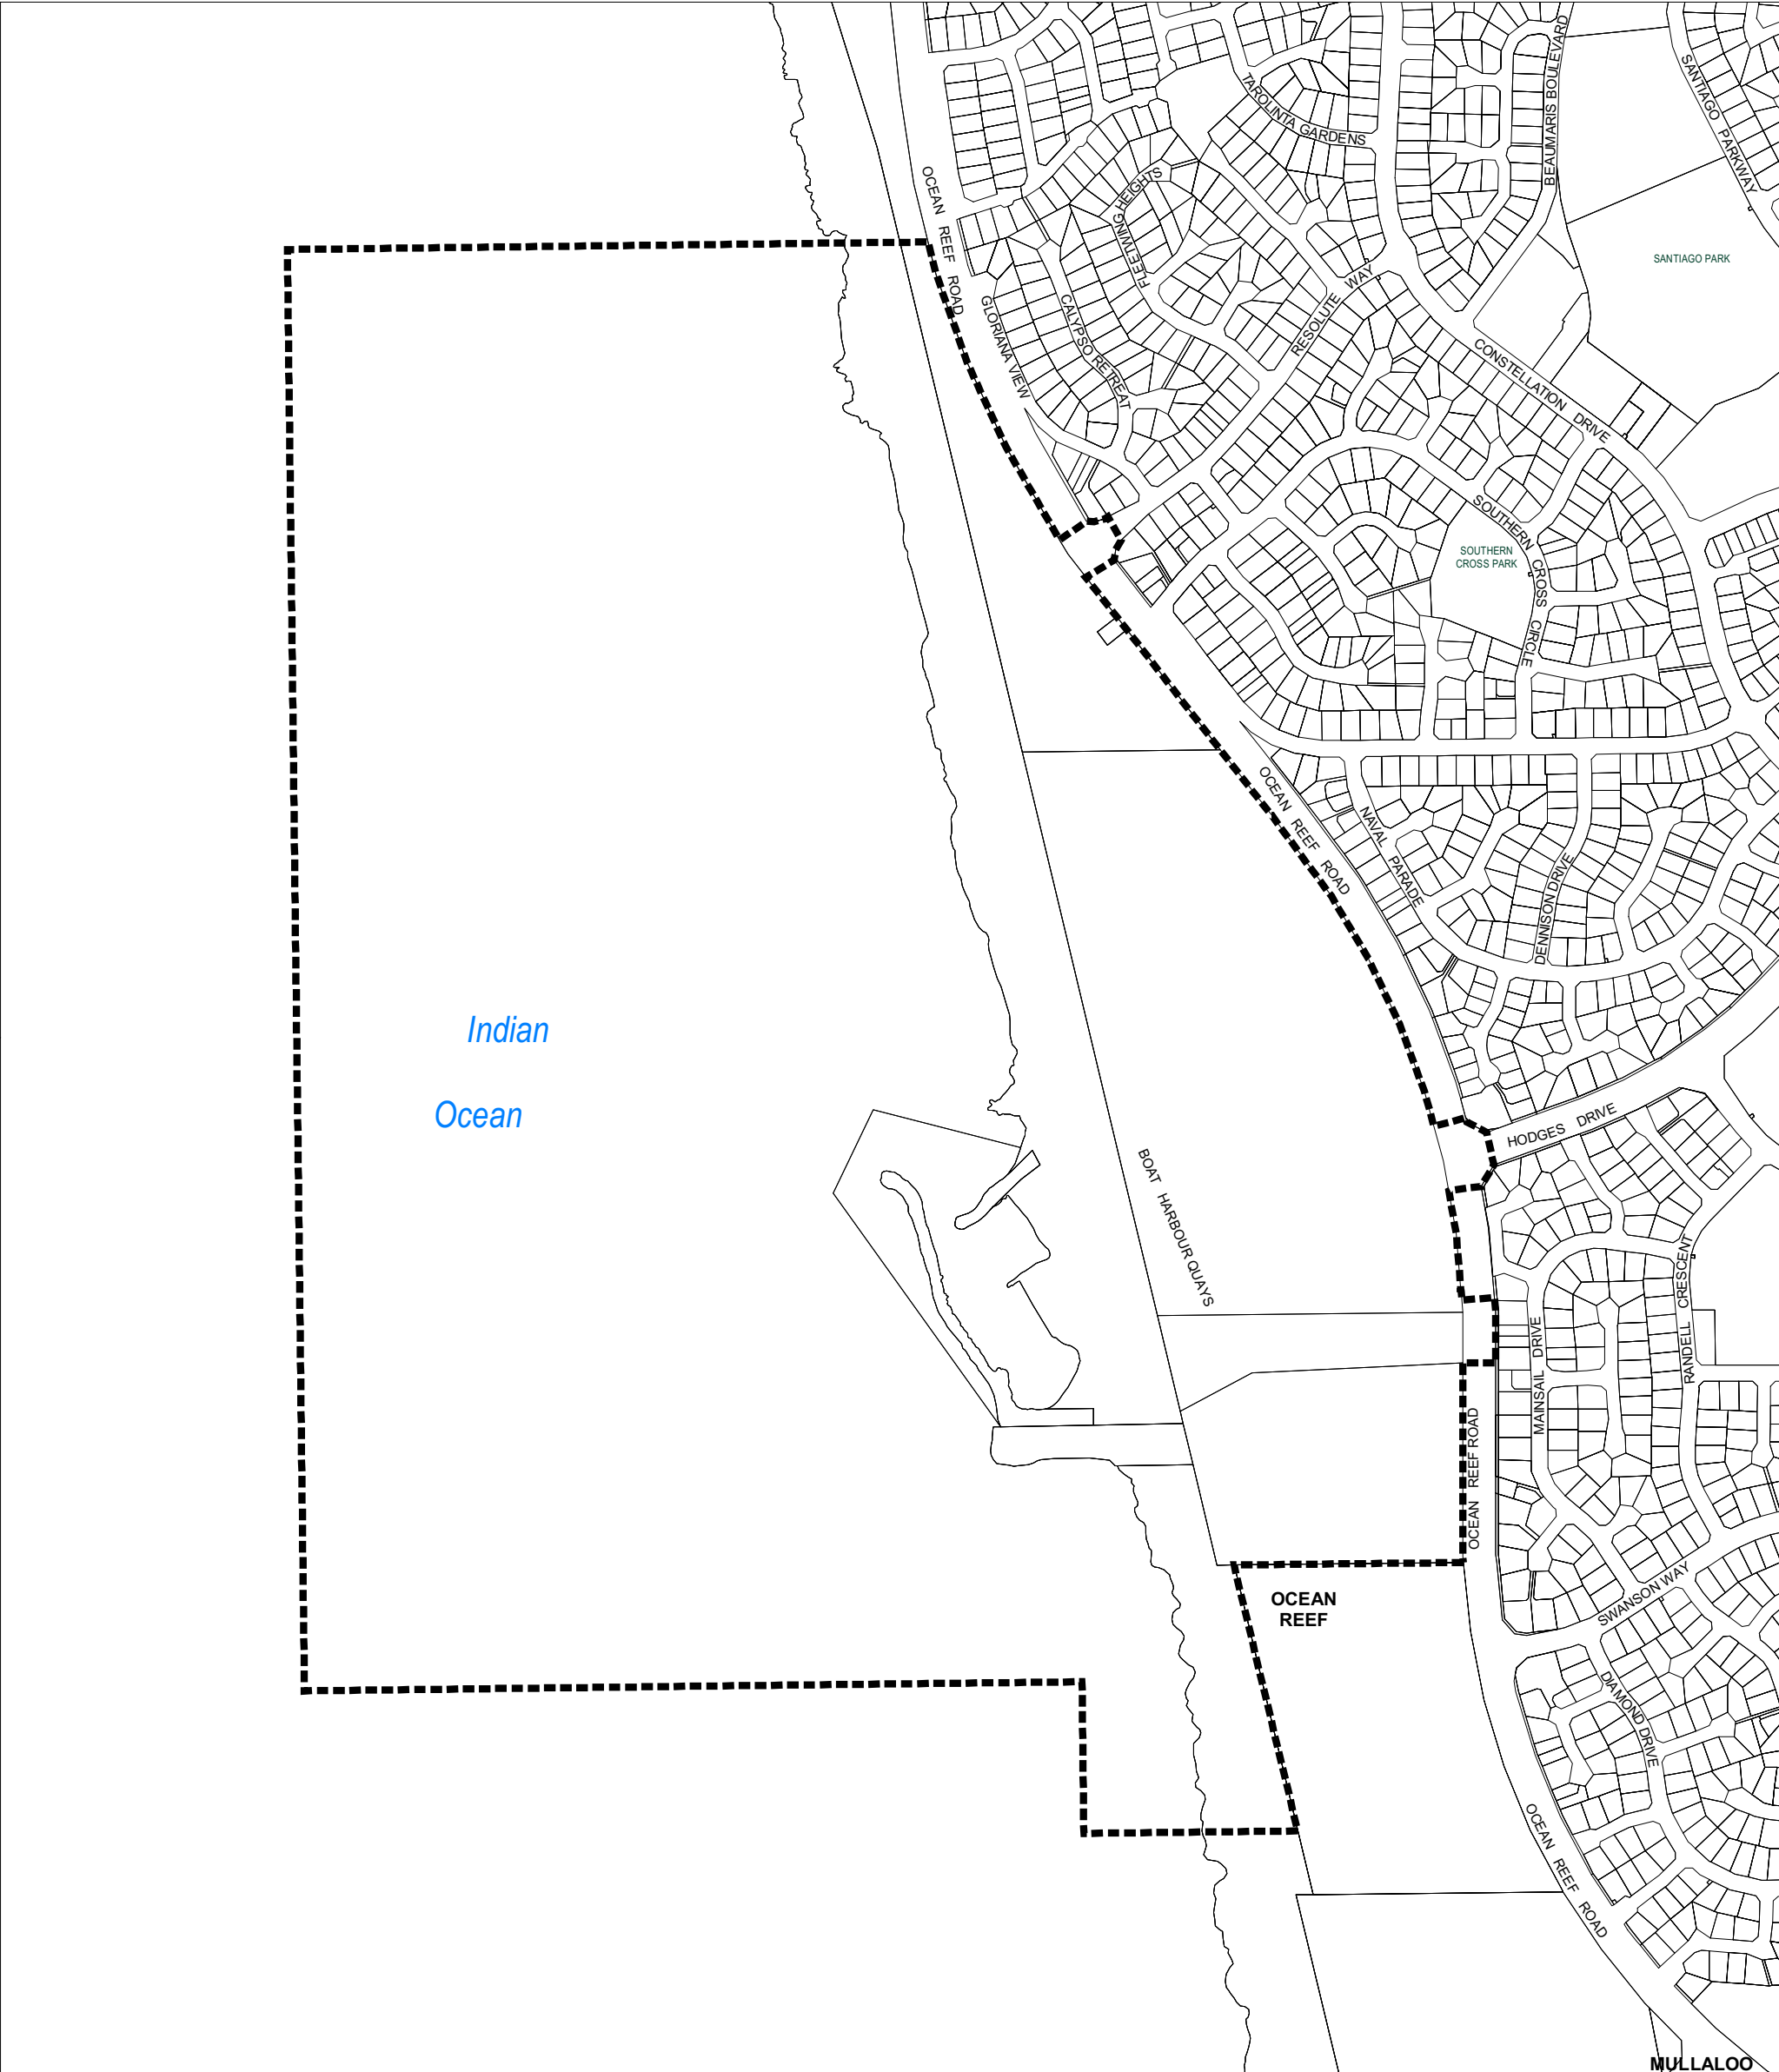 BEAUMARIS BOULEVARD
SANTIAGO PARKWAY
TAROLINTA GARDENS
OCEAN REEF ROAD
FLEETWING HEIGHTS
SANTIAGO PARK
GLORIANA VIEW
CALYPSO RETREAT
RESOLUTE WAY
CONSTELLATION DRIVE
SOUTHERN CROSS CIRCLE
SOUTHERN
CROSS PARK
OCEAN REEF ROAD
NAVAL PARADE
DENNISON DRIVE
Indian
Ocean
HODGES DRIVE
BOAT HARBOUR QUAYS
RANDELL CRESCENT
MAINSAIL DRIVE
OCEAN REEF ROAD
SWANSON WAY
OCEAN
REEF
DIAMOND DRIVE
OCEAN REEF ROAD
MULLALOO